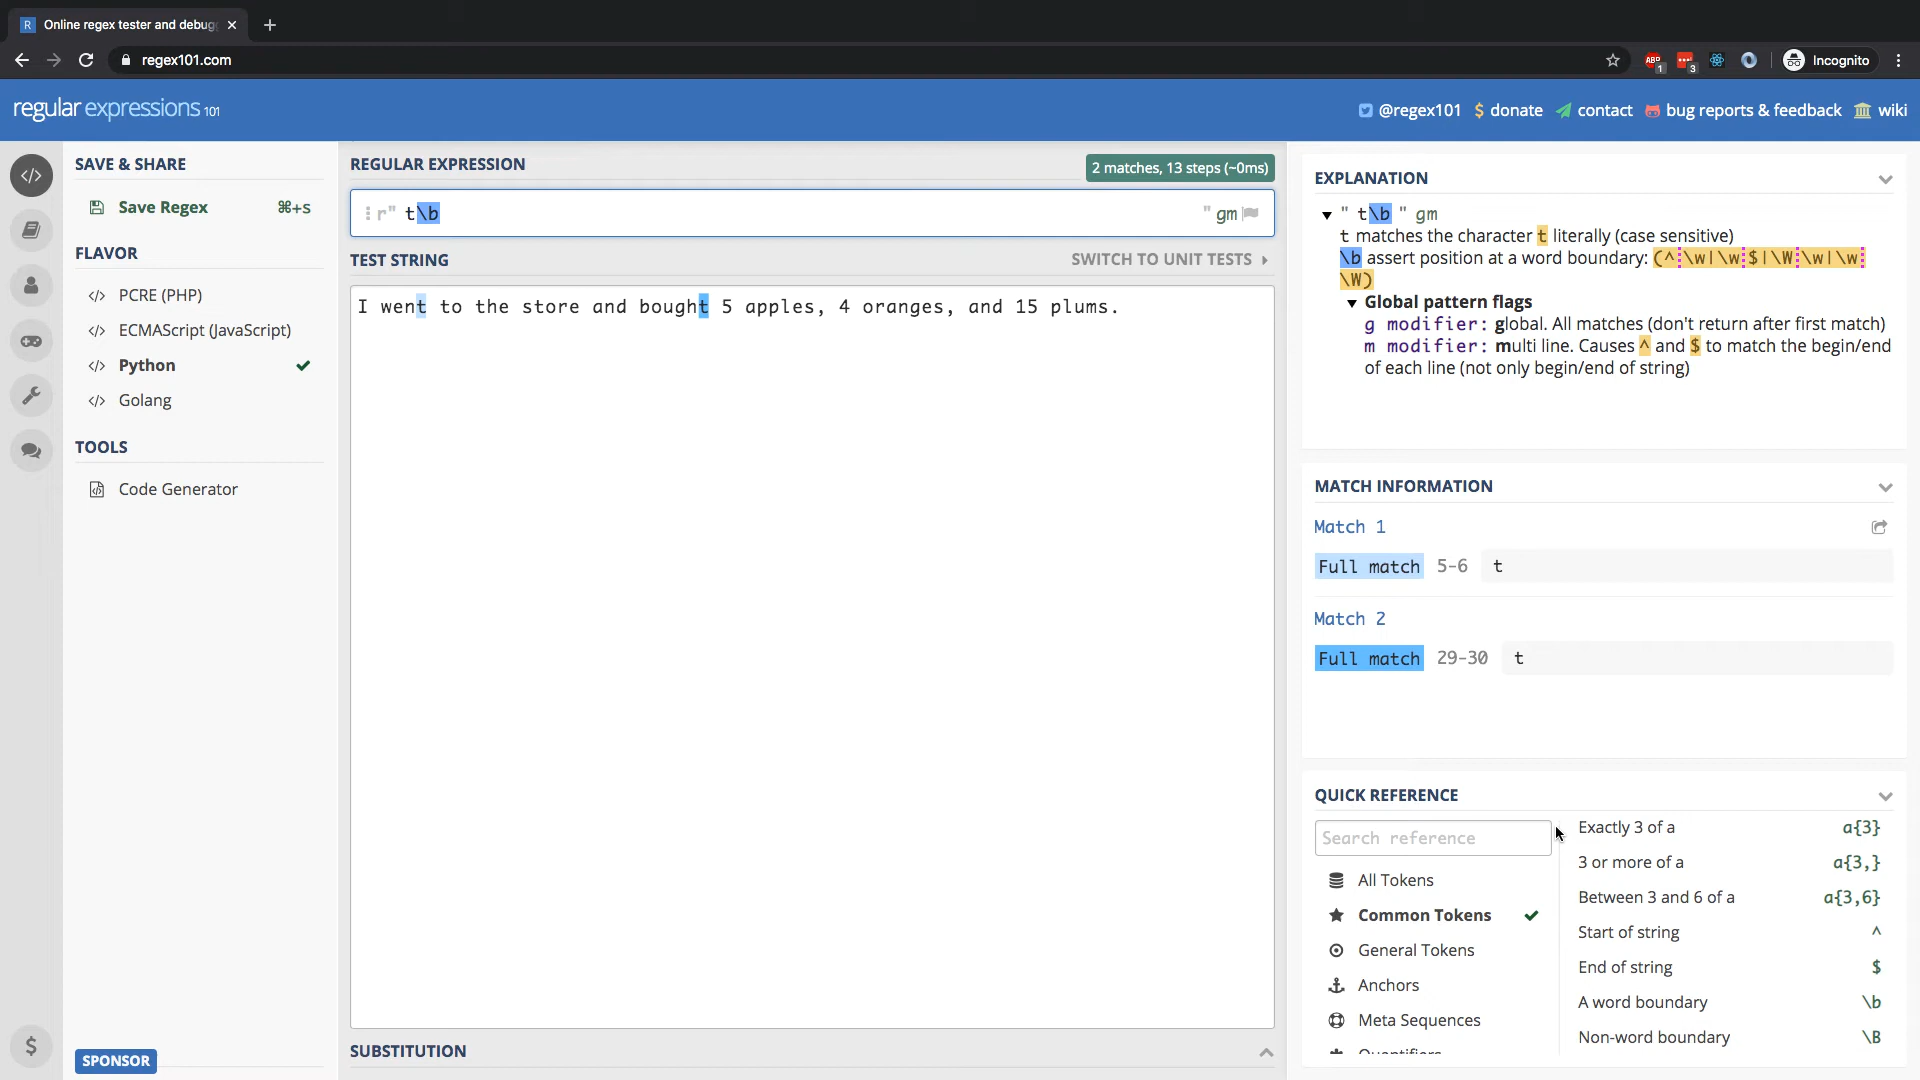 Online regex tester and debug
regex101.com
ABP
1
3
Incognito
regular expressions 101
@regex101
$ donate
contact
bug reports & feedback
wiki
SAVE & SHARE
Save Regex
⌘+s
FLAVOR
</> PCRE (PHP)
</> ECMAScript (JavaScript)
</> Python
</> Golang
TOOLS
Code Generator
$
SPONSOR
REGULAR EXPRESSION
2 matches, 13 steps (~0ms)
r" t\b
" gm
TEST STRING
SWITCH TO UNIT TESTS
I went to the store and bought 5 apples, 4 oranges, and 15 plums.
SUBSTITUTION
EXPLANATION
" t\b " gm
t matches the character t literally (case sensitive)
\b assert position at a word boundary: (^\w|\w$|\W\w|\w
\W)
Global pattern flags
g modifier: global. All matches (don't return after first match)
m modifier: multi line. Causes ^ and $ to match the begin/end
of each line (not only begin/end of string)
MATCH INFORMATION
Match 1
Full match 5-6 t
Match 2
Full match 29-30 t
QUICK REFERENCE
Search reference
All Tokens
Common Tokens
General Tokens
Anchors
Meta Sequences
Quantifiers
Exactly 3 of a a{3}
3 or more of a a{3,}
Between 3 and 6 of a a{3,6}
Start of string ^
End of string $
A word boundary \b
Non-word boundary \B